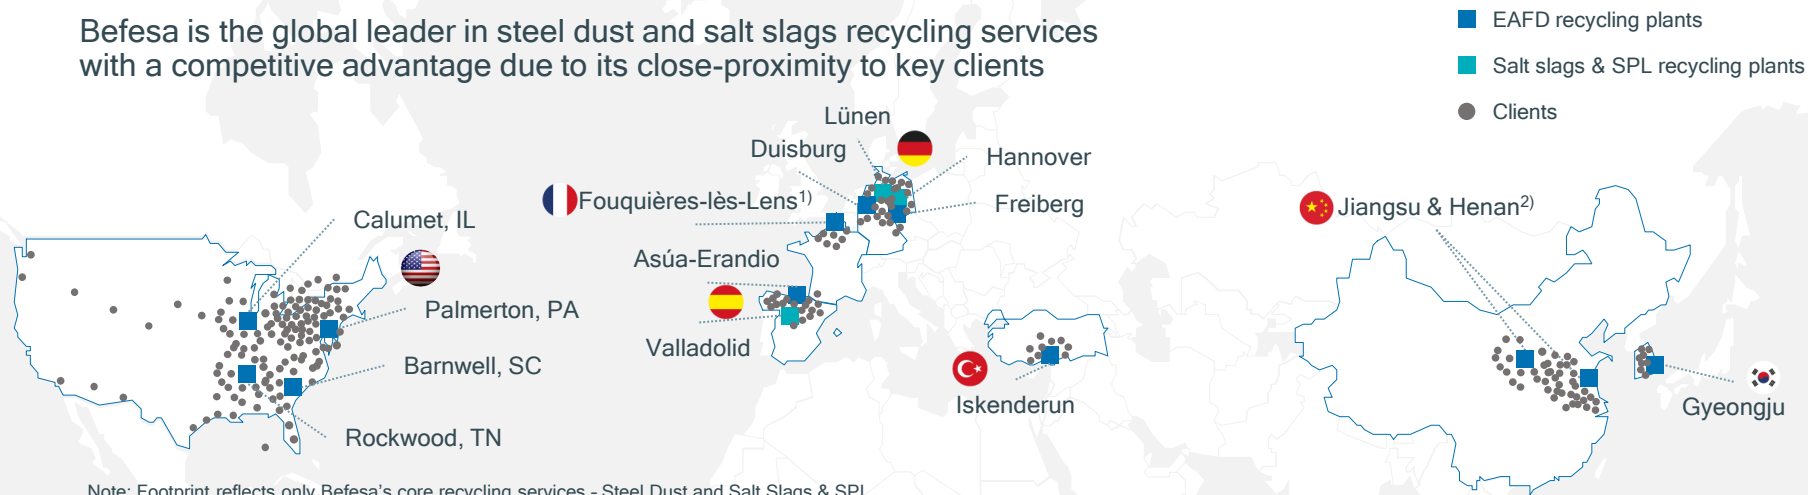 Befesa is the global leader in steel dust and salt slags recycling services
with a competitive advantage due to its close-proximity to key clients
EAFD recycling plants
Salt slags & SPL recycling plants
Clients
Lünen
Duisburg
Hannover
Fouquières-lès-Lens1)
Freiberg
Jiangsu & Henan2)
Calumet, IL
Asúa-Erandio
Palmerton, PA
Valladolid
Barnwell, SC
Iskenderun
Gyeongju
Rockwood, TN
Note: Footprint reflects only Befesa's core recycling services - Steel Dust and Salt Slags & SPL